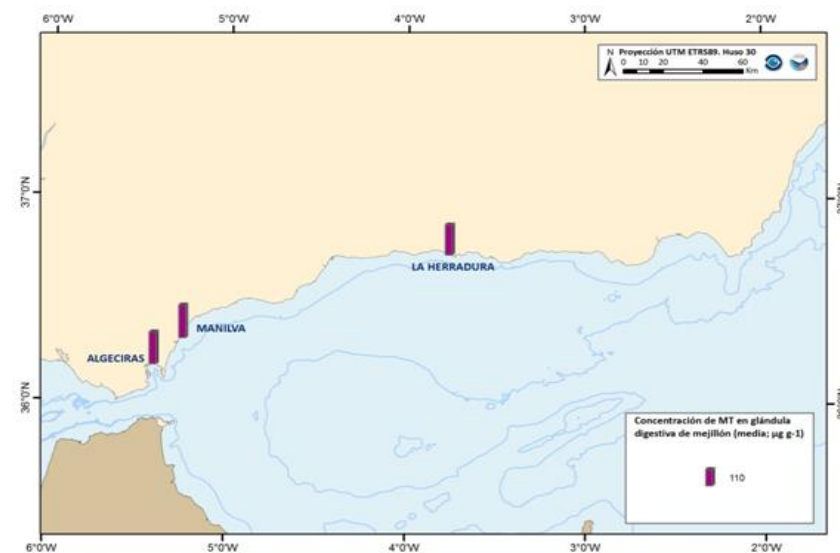 6°0'W 5°0'W 4°0'W 3°0'W 2°0'W
N Proyección UTM ETRS89. Huso 30
0 10 20 40 60
Km
37°0'N
LA HERRADURA
MANILVA
ALGECIRAS
36°0'N
Concentración de MT en glándula
digestiva de mejillón (media; µg g-1)
110
6°0'W 5°0'W 4°0'W 3°0'W 2°0'W